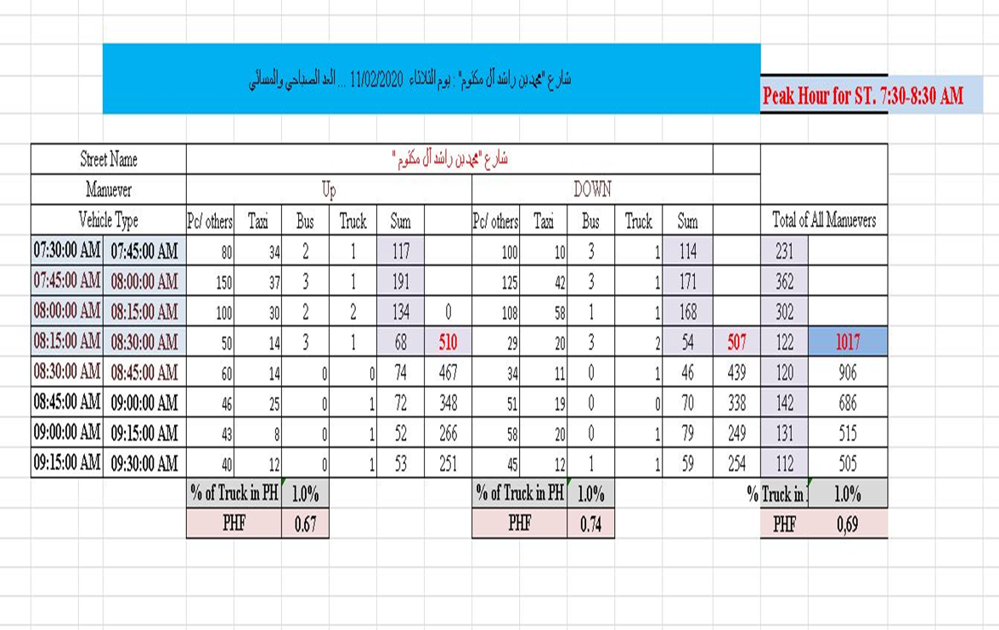 شارع "محمد بن راشد آل مكتوم" : يوم الثلاثاء 11/02/2020 ... العد الصباحي والمسائي
Peak Hour for ST. 7:30-8:30 AM
Street Name شارع "محمد بن راشد آل مكتوم "
Manuever Up DOWN
Vehicle Type Pc/ others Taxi Bus Truck Sum Pc/ others Taxi Bus Truck Sum Total of All Manuevers
07:30:00 AM 07:45:00 AM 80 34 2 1 117 100 10 3 1 114 231
07:45:00 AM 08:00:00 AM 150 37 3 1 191 125 42 3 1 171 362
08:00:00 AM 08:15:00 AM 100 30 2 2 134 0 108 58 1 1 168 302
08:15:00 AM 08:30:00 AM 50 14 3 1 68 510 29 20 3 2 54 507 122 1017
08:30:00 AM 08:45:00 AM 60 14 0 0 74 467 34 11 0 1 46 439 120 906
08:45:00 AM 09:00:00 AM 46 25 0 1 72 348 51 19 0 0 70 338 142 686
09:00:00 AM 09:15:00 AM 43 8 0 1 52 266 58 20 0 1 79 249 131 515
09:15:00 AM 09:30:00 AM 40 12 0 1 53 251 45 12 1 1 59 254 112 505
% of Truck in PH 1.0% % of Truck in PH 1.0% % Truck in 1.0%
PHF 0.67 PHF 0.74 PHF 0,69